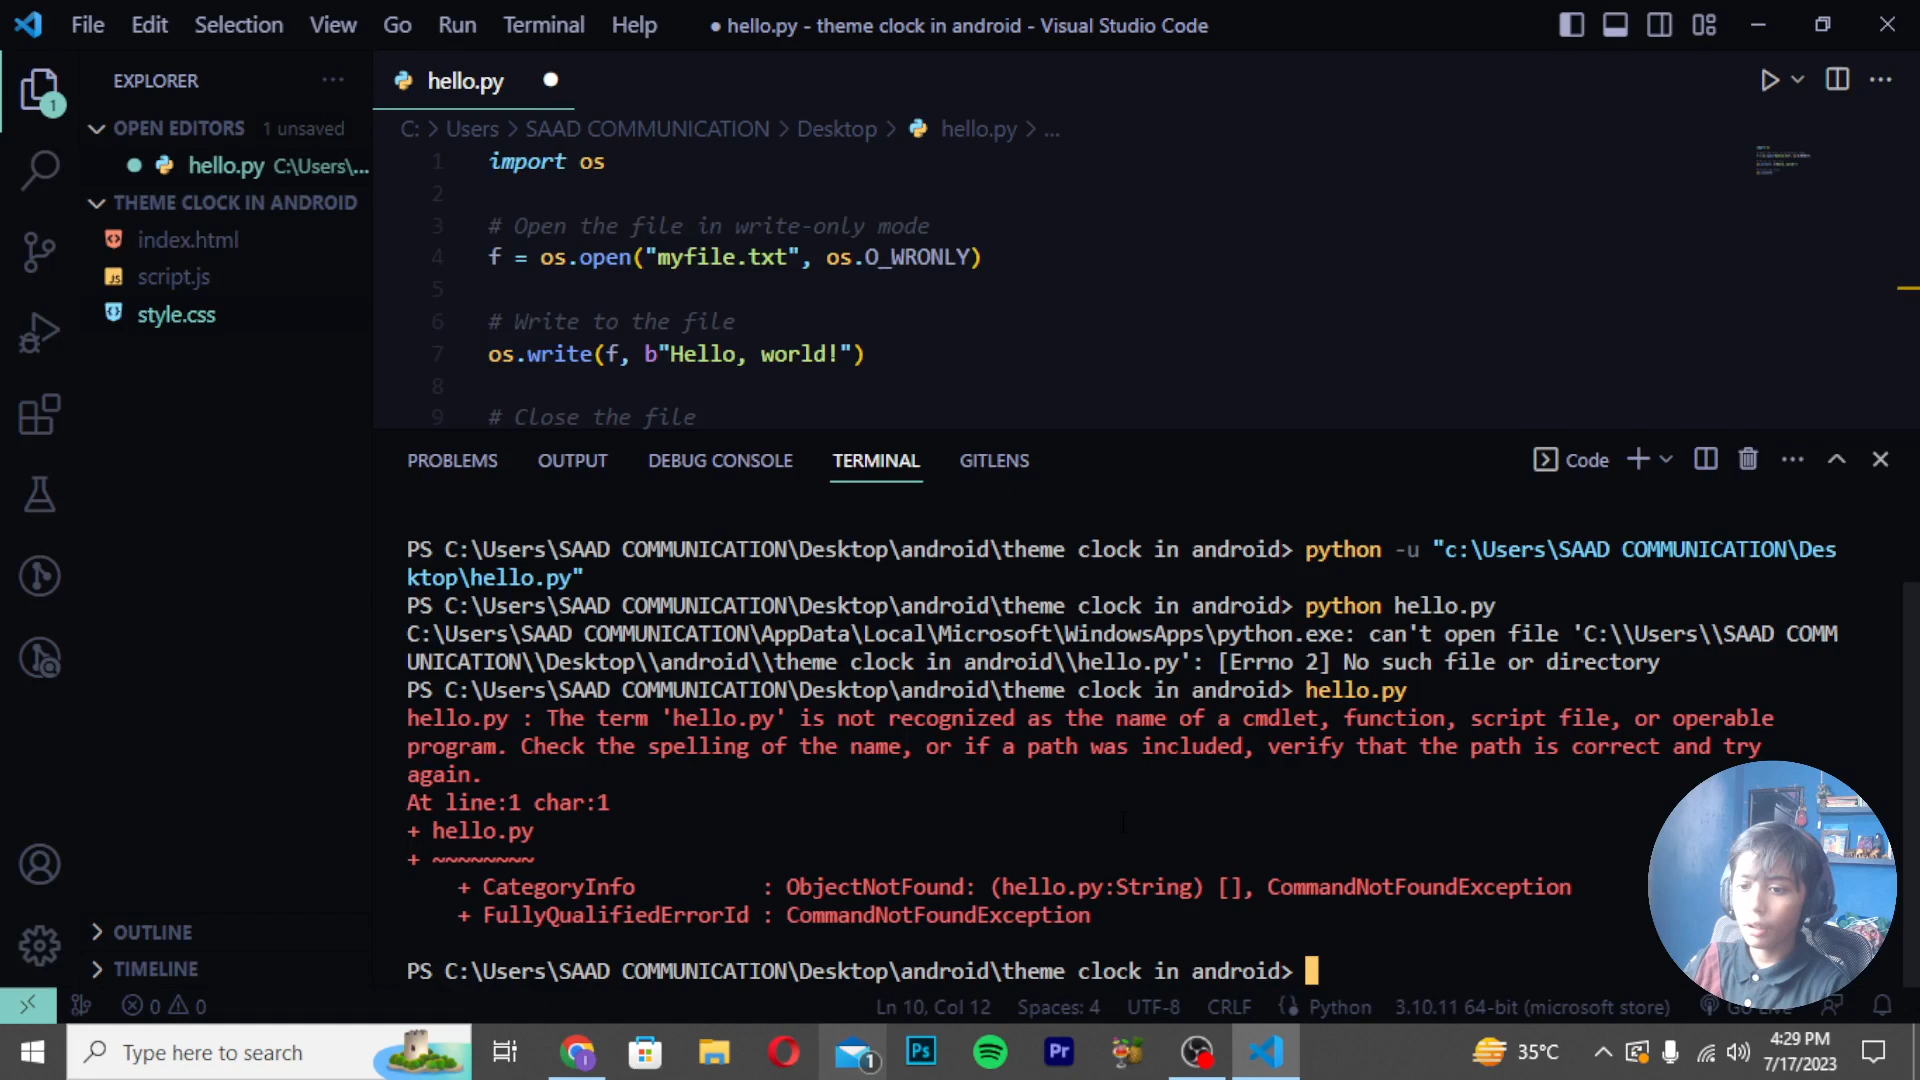 File Edit Selection View Go Run Terminal Help ● hello.py - theme clock in android - Visual Studio Code
EXPLORER ...
hello.py
OPEN EDITORS 1 unsaved
C: > Users > SAAD COMMUNICATION > Desktop > hello.py > ...
hello.py C:\Users\...
THEME CLOCK IN ANDROID
index.html
script.js
style.css
1 import os
2
3 # Open the file in write-only mode
4 f = os.open("myfile.txt", os.O_WRONLY)
5
6 # Write to the file
7 os.write(f, b"Hello, world!")
8
9 # Close the file
PROBLEMS OUTPUT DEBUG CONSOLE TERMINAL GITLENS
Code
PS C:\Users\SAAD COMMUNICATION\Desktop\android\theme clock in android> python -u "c:\Users\SAAD COMMUNICATION\Des
ktop\hello.py"
PS C:\Users\SAAD COMMUNICATION\Desktop\android\theme clock in android> python hello.py
C:\Users\SAAD COMMUNICATION\AppData\Local\Microsoft\WindowsApps\python.exe: can't open file 'C:\\Users\\SAAD COMM
UNICATION\\Desktop\\android\\theme clock in android\\hello.py': [Errno 2] No such file or directory
PS C:\Users\SAAD COMMUNICATION\Desktop\android\theme clock in android> hello.py
hello.py : The term 'hello.py' is not recognized as the name of a cmdlet, function, script file, or operable
program. Check the spelling of the name, or if a path was included, verify that the path is correct and try
again.
At line:1 char:1
+ hello.py
+ ~~~~~~~~
+ CategoryInfo : ObjectNotFound: (hello.py:String) [], CommandNotFoundException
+ FullyQualifiedErrorId : CommandNotFoundException
PS C:\Users\SAAD COMMUNICATION\Desktop\android\theme clock in android>
OUTLINE
TIMELINE
0 0 Ln 10, Col 12 Spaces: 4 UTF-8 CRLF Python 3.10.11 64-bit (microsoft store) Go Live
Type here to search
1
Ps
Pr
35°C
4:29 PM
7/17/2023